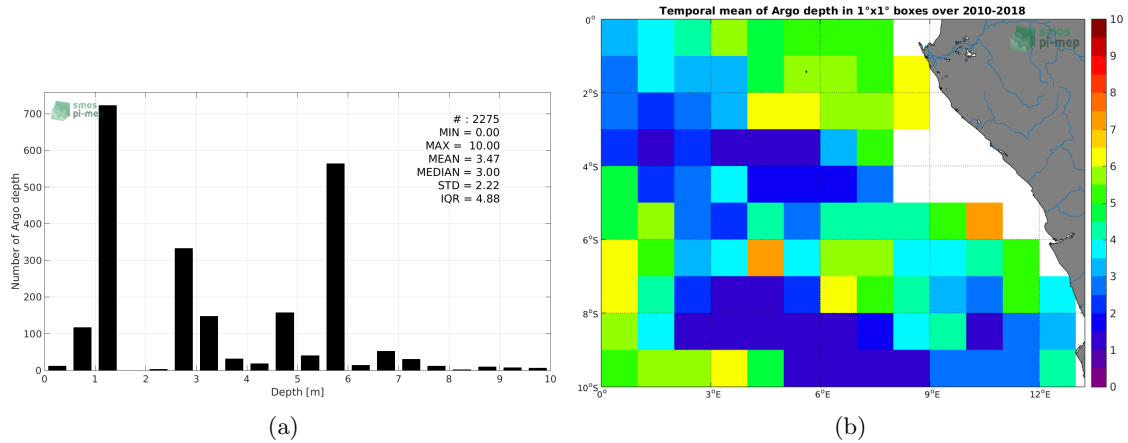 smos
pi-mep
# : 2275
MIN = 0.00
MAX = 10.00
MEAN = 3.47
MEDIAN = 3.00
STD = 2.22
IQR = 4.88
Number of Argo depth
700
600
500
400
300
200
100
0
0 1 2 3 4 5 6 7 8 9 10
Depth [m]
(a)
Temporal mean of Argo depth in 1°x1° boxes over 2010-2018
smos
pi-mep
0°
2°S
4°S
6°S
8°S
10°S
0° 3°E 6°E 9°E 12°E
10
9
8
7
6
5
4
3
2
1
0
(b)